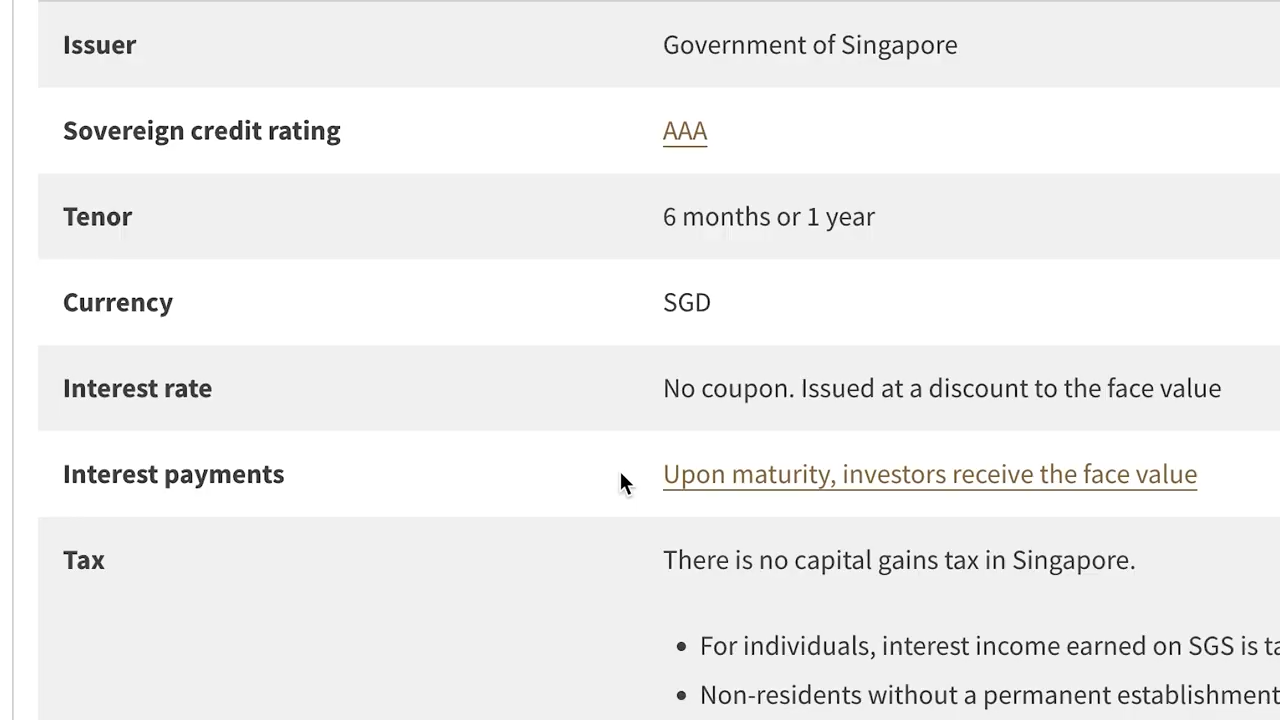 Issuer Government of Singapore
Sovereign credit rating AAA
Tenor 6 months or 1 year
Currency SGD
Interest rate No coupon. Issued at a discount to the face value
Interest payments Upon maturity, investors receive the face value
Tax There is no capital gains tax in Singapore.
• For individuals, interest income earned on SGS is
• Non-residents without a permanent establishment